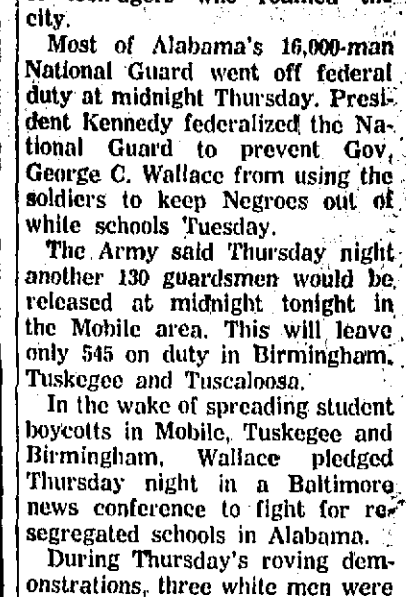 city.
Most of Alabama's 16,000-man
National Guard went off federal
duty at midnight Thursday. Presi-
dent Kennedy federalized the Na-
tional Guard to prevent Gov.
George C. Wallace from using the
soldiers to keep Negroes out of
white schools Tuesday.
The Army said Thursday night
another 130 guardsmen would be
released at midnight tonight in
the Mobile area. This will leave
only 545 on duty in Birmingham,
Tuskegee and Tuscaloosa.
In the wake of spreading student
boycotts in Mobile, Tuskegee and
Birmingham, Wallace pledged
Thursday night in a Baltimore
news conference to fight for re-
segregated schools in Alabama.
During Thursday's roving dem-
onstrations, three white men were